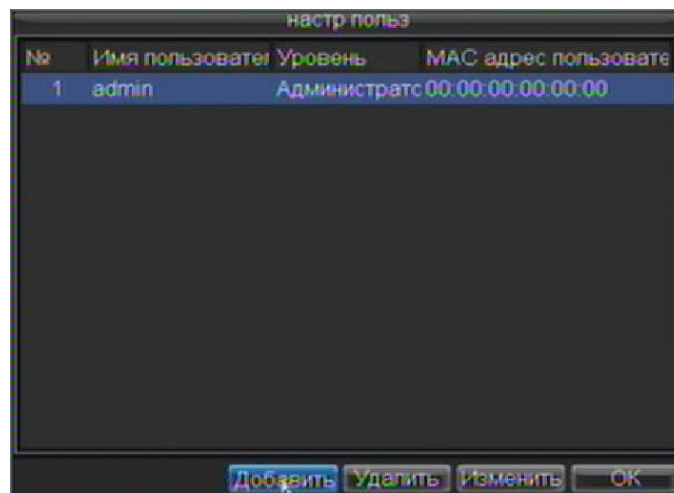 настр польз
№ Имя пользовател Уровень MAC адрес пользовате
1 admin Администратс 00:00:00:00:00:00
Добавить Удалить Изменить OK